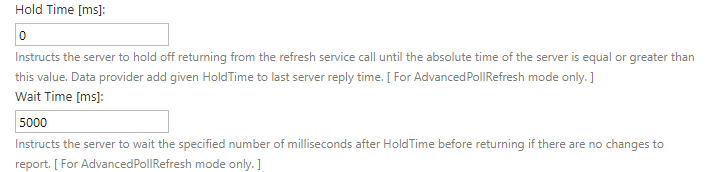 Hold Time [ms]:
0
Instructs the server to hold off returning from the refresh service call until the absolute time of the server is equal or greater than
this value. Data provider add given HoldTime to last server reply time. [ For AdvancedPollRefresh mode only. ]
Wait Time [ms]:
5000
Instructs the server to wait the specified number of milliseconds after HoldTime before returning if there are no changes to
report. [ For AdvancedPollRefresh mode only. ]